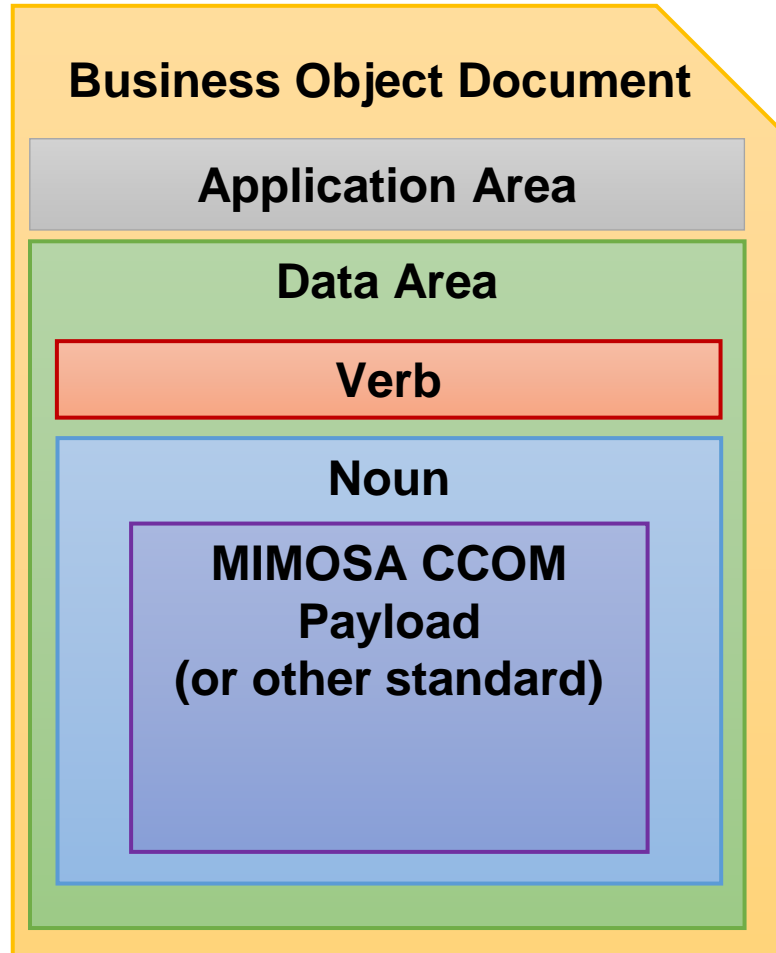 Business Object Document
Application Area
Data Area
Verb
Noun
MIMOSA CCOM
Payload
(or other standard)